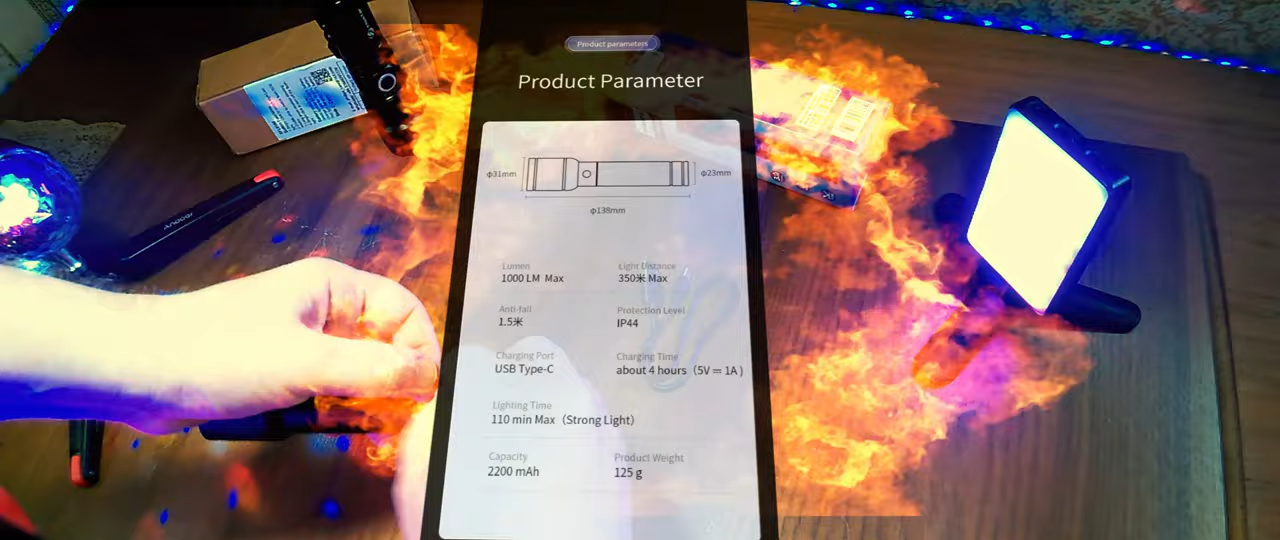 Product parameters
Product Parameter
φ31mm
φ23mm
φ138mm
Lumen
1000 LM Max
Light Distance
350米 Max
Anti-fall
1.5米
Protection Level
IP44
Charging Port
USB Type-C
Charging Time
about 4 hours（5V ⎓ 1A )
Lighting Time
110 min Max（Strong Light）
Capacity
2200 mAh
Product Weight
125 g